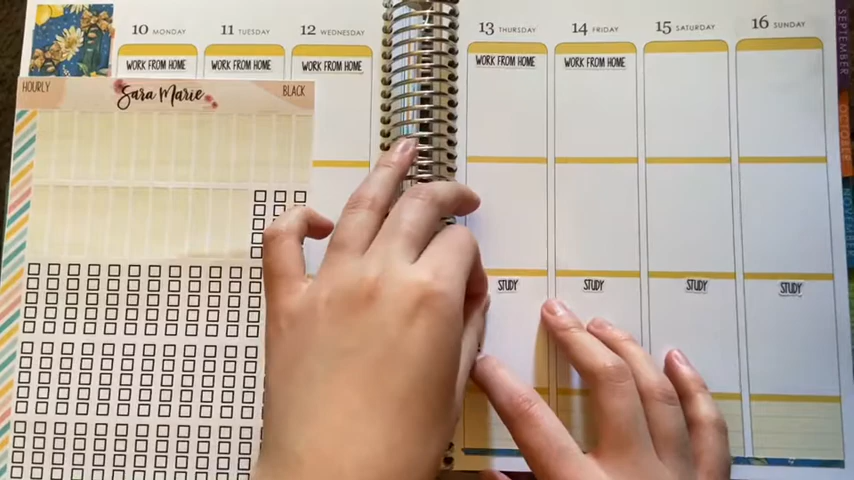 10 MONDAY 11 TUESDAY 12 WEDNESDAY 13 THURSDAY 14 FRIDAY 15 SATURDAY 16 SUNDAY
WORK FROM HOME WORK FROM HOME WORK FROM HOME WORK FROM HOME WORK FROM HOME
HOURLY Sara Marie BLACK
STUDY STUDY STUDY STUDY
SEPTEMBER
OCTOBER
NOVEMBER